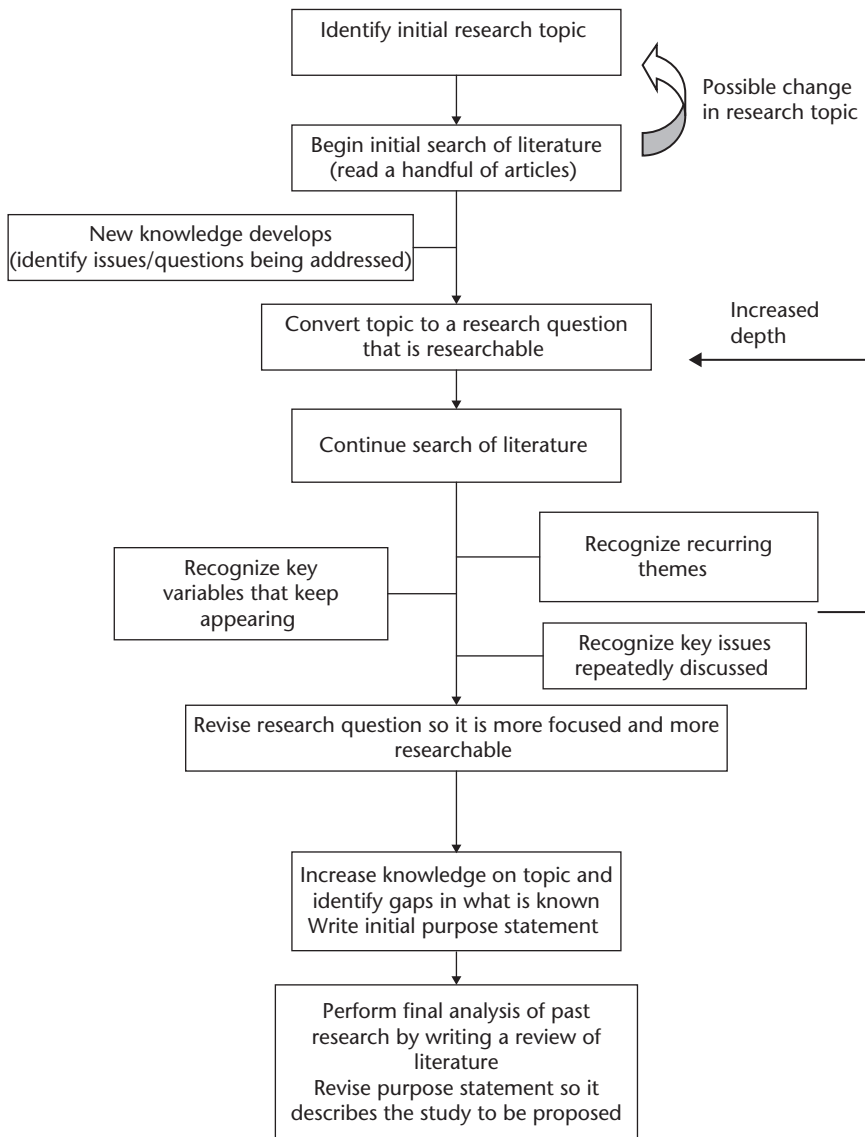 Identify initial research topic
Possible change
in research topic
Begin initial search of literature
(read a handful of articles)
New knowledge develops
(identify issues/questions being addressed)
Convert topic to a research question
that is researchable
Increased
depth
Continue search of literature
Recognize key
variables that keep
appearing
Recognize recurring
themes
Recognize key issues
repeatedly discussed
Revise research question so it is more focused and more
researchable
Increase knowledge on topic and
identify gaps in what is known
Write initial purpose statement
Perform final analysis of past
research by writing a review of
literature
Revise purpose statement so it
describes the study to be proposed